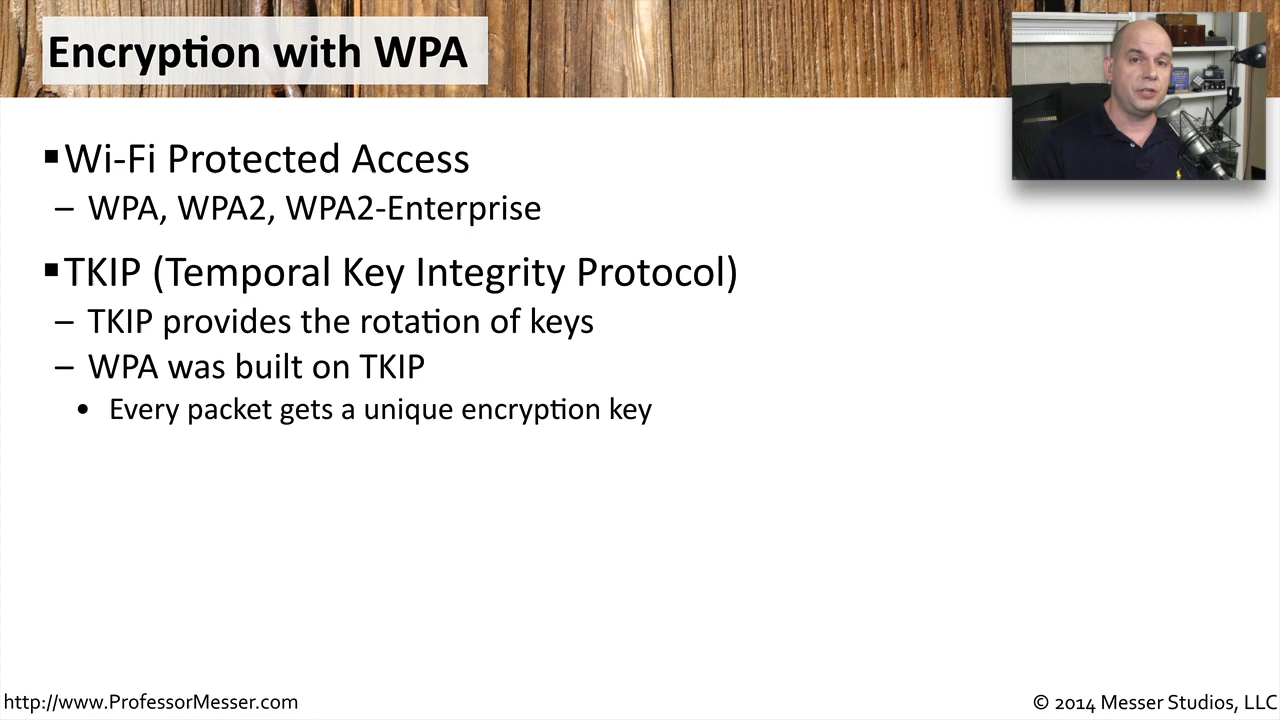 Encryption with WPA
▪Wi-Fi Protected Access
– WPA, WPA2, WPA2-Enterprise
▪TKIP (Temporal Key Integrity Protocol)
– TKIP provides the rotation of keys
– WPA was built on TKIP
• Every packet gets a unique encryption key
http://www.ProfessorMesser.com
© 2014 Messer Studios, LLC